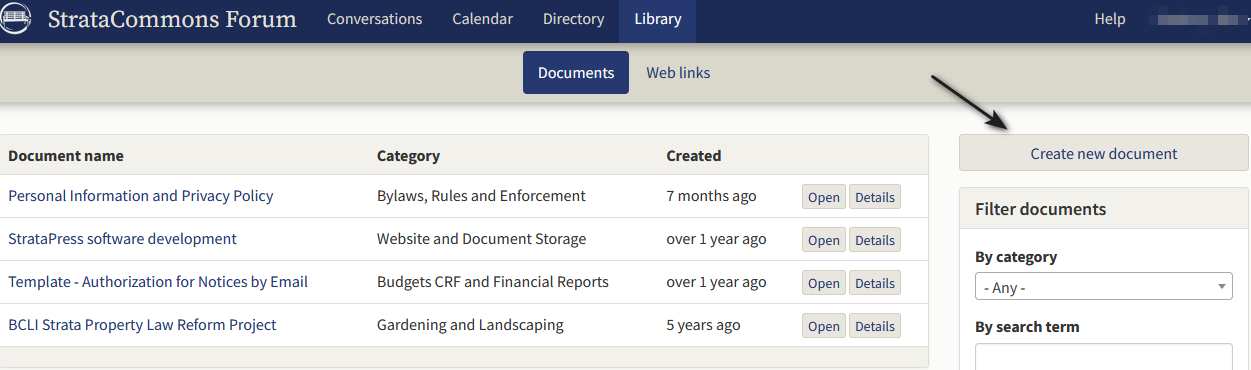 StrataCommons Forum Conversations Calendar Directory Library Help
Documents Web links
Document name Category Created
Personal Information and Privacy Policy Bylaws, Rules and Enforcement 7 months ago Open Details
StrataPress software development Website and Document Storage over 1 year ago Open Details
Template - Authorization for Notices by Email Budgets CRF and Financial Reports over 1 year ago Open Details
BCLI Strata Property Law Reform Project Gardening and Landscaping 5 years ago Open Details
Create new document
Filter documents
By category
- Any -
By search term